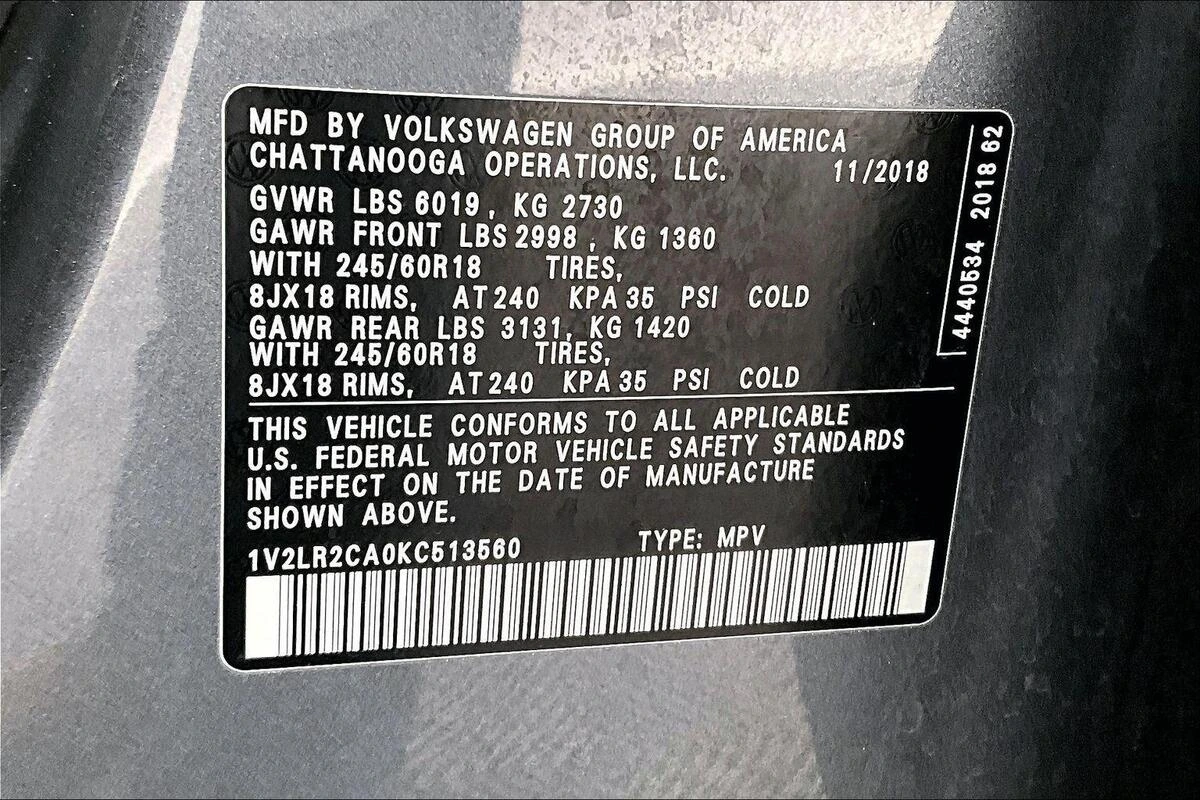 MFD BY VOLKSWAGEN GROUP OF AMERICA
CHATTANOOGA OPERATIONS, LLC. 11/2018
GVWR LBS 6019, KG 2730
GAWR FRONT LBS 2998, KG 1360
WITH 245/60R18 TIRES,
8JX18 RIMS, AT 240 KPA 35 PSI COLD
GAWR REAR LBS 3131, KG 1420
WITH 245/60R18 TIRES,
8JX18 RIMS, AT 240 KPA 35 PSI COLD
THIS VEHICLE CONFORMS TO ALL APPLICABLE
U.S. FEDERAL MOTOR VEHICLE SAFETY STANDARDS
IN EFFECT ON THE DATE OF MANUFACTURE
SHOWN ABOVE.
1V2LR2CA0KC513560 TYPE: MPV
4440534 2018 62